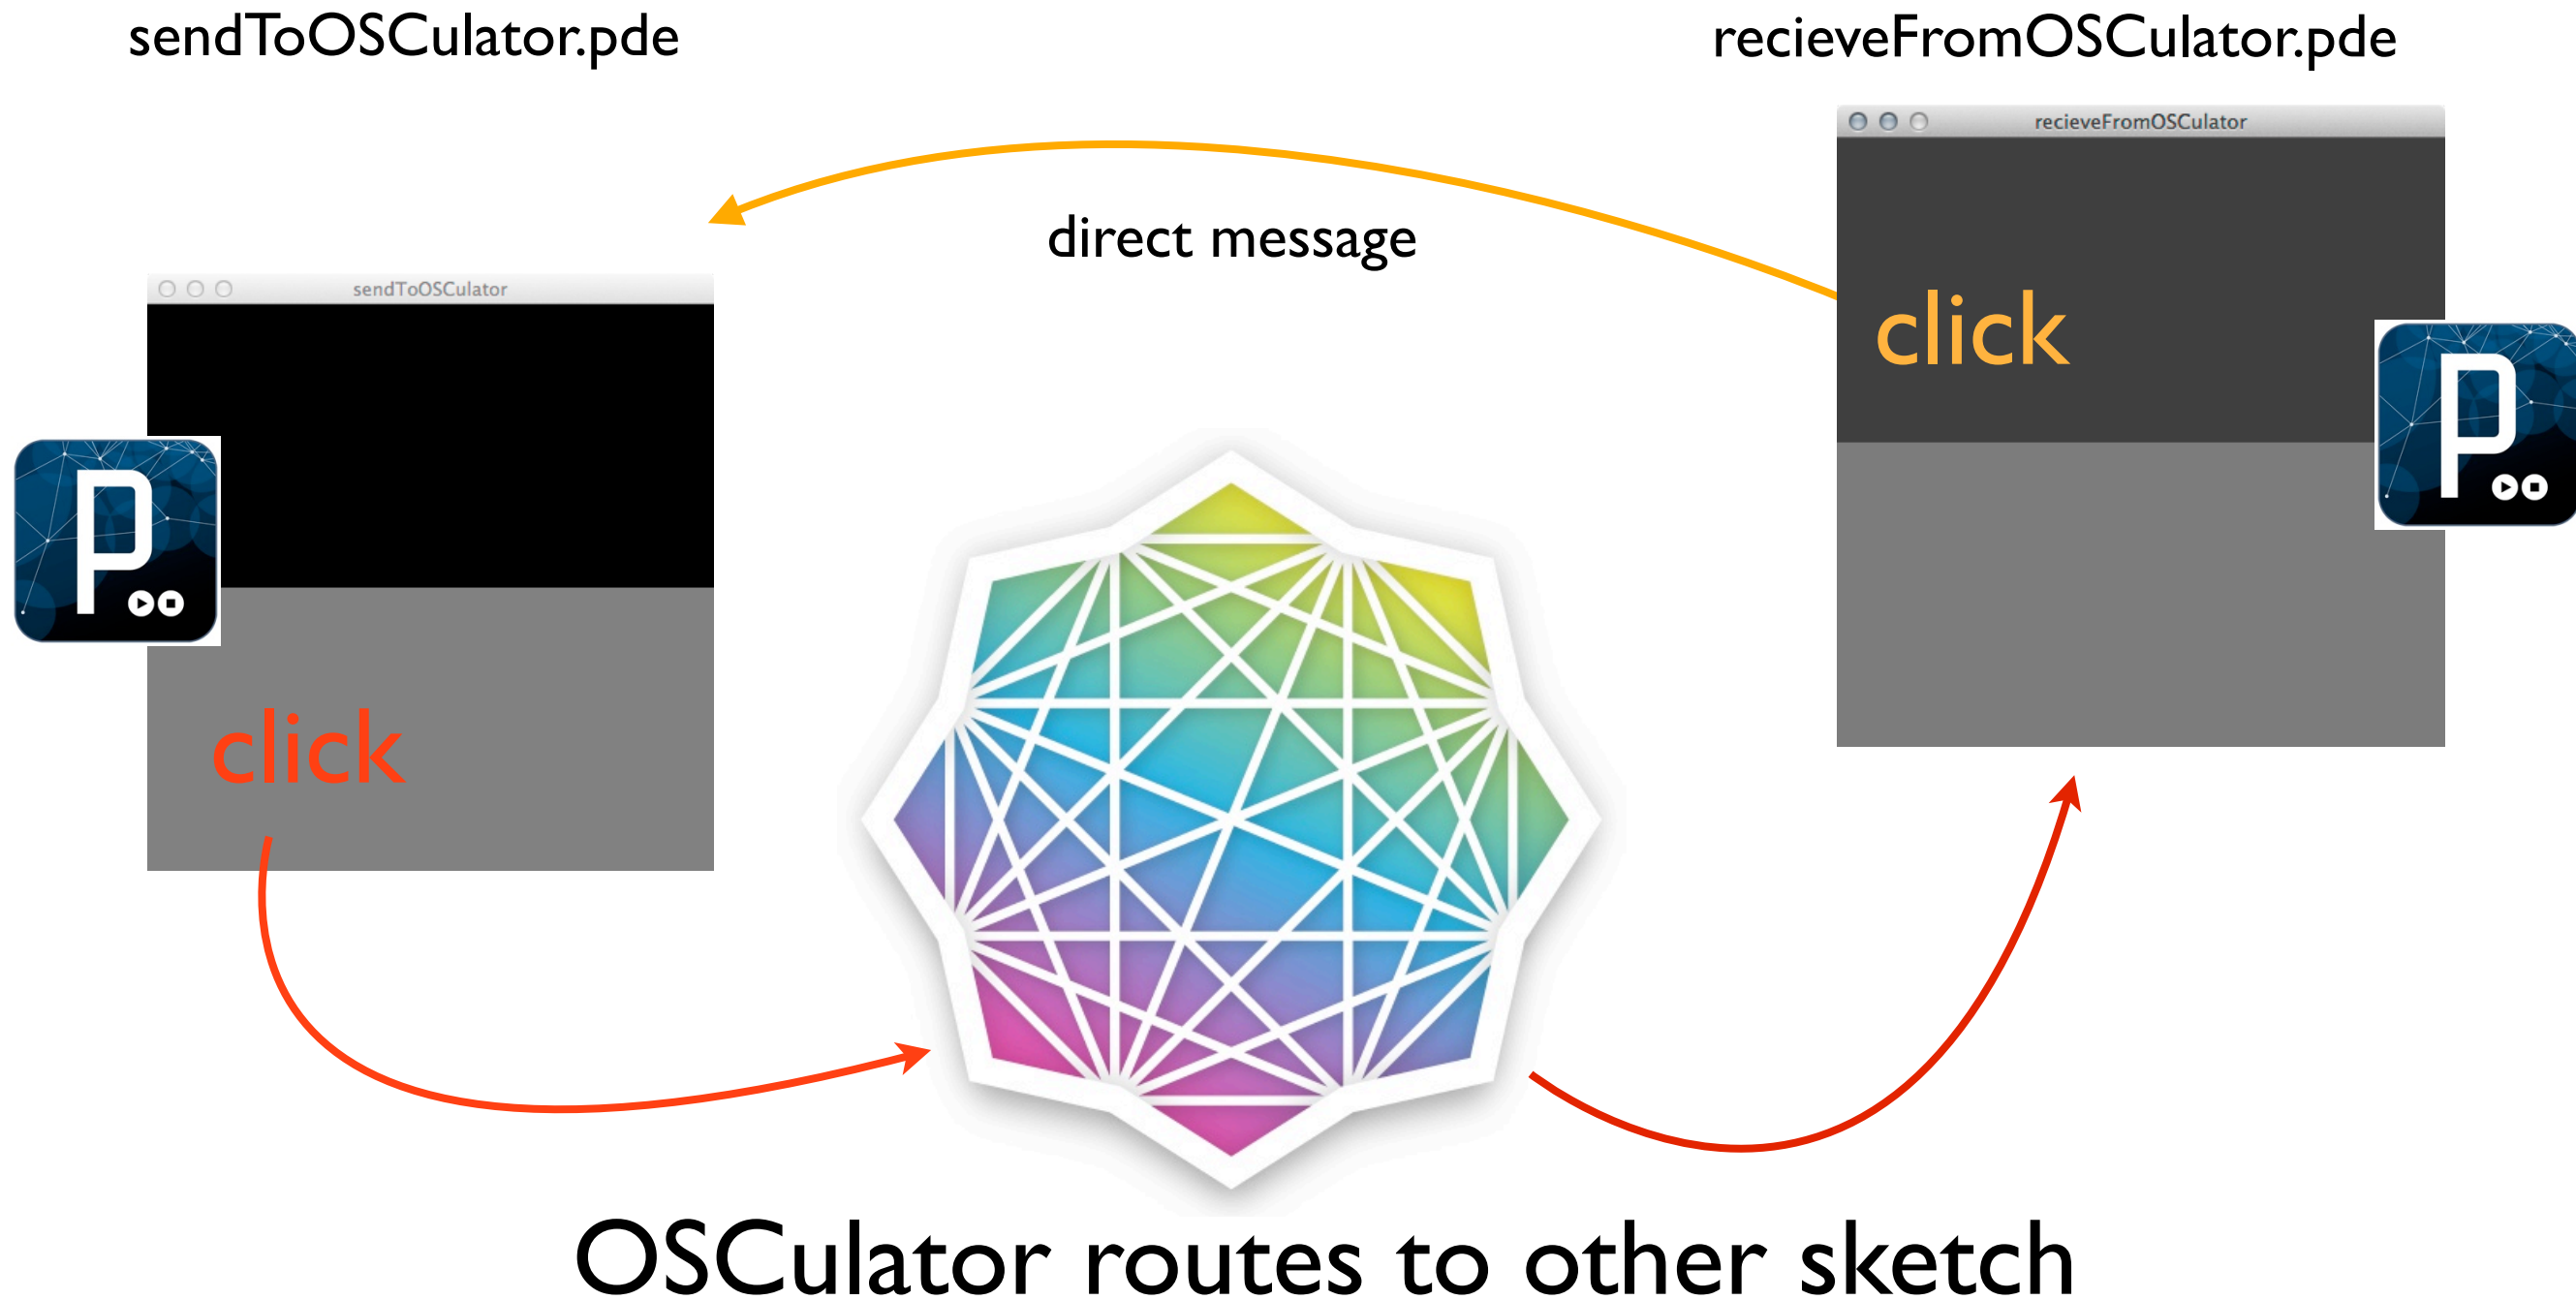 sendToOSCulator.pde
recieveFromOSCulator.pde
recieveFromOSCulator
direct message
sendToOSCulator
click
P
P
click
OSCulator routes to other sketch